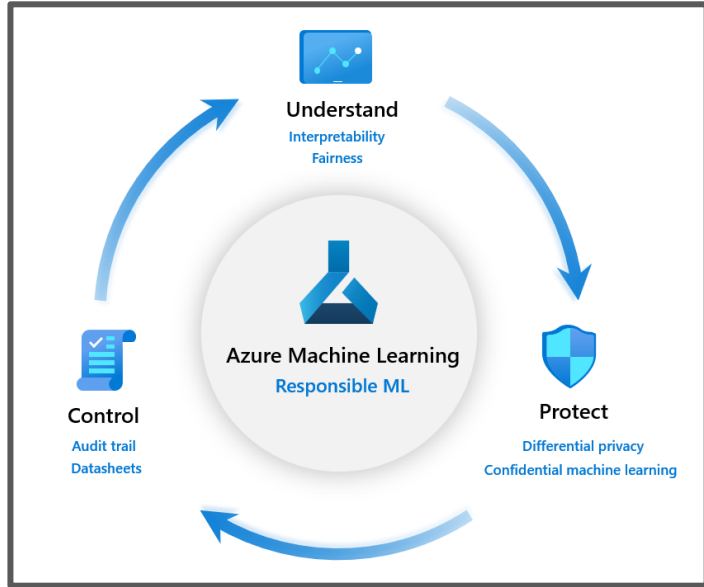 Understand
Interpretability
Fairness
Azure Machine Learning
Responsible ML
Control
Audit trail
Datasheets
Protect
Differential privacy
Confidential machine learning